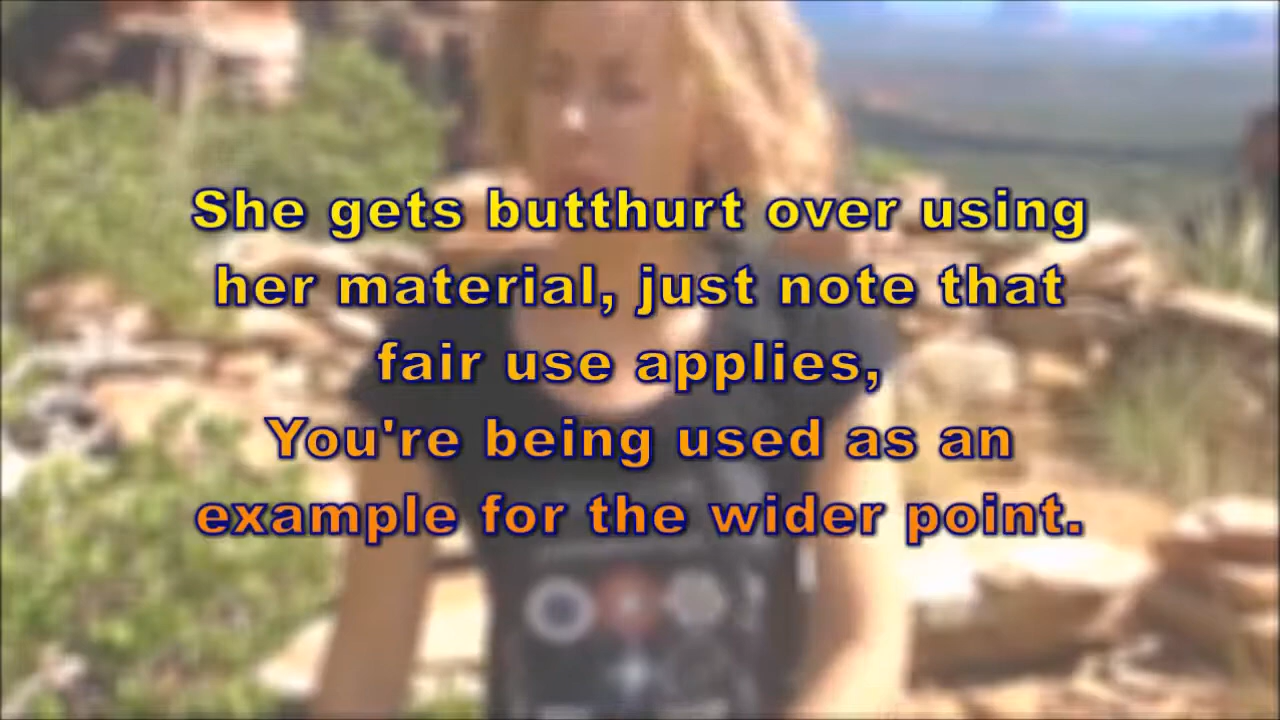 She gets butthurt over using
her material, just note that
fair use applies,
You're being used as an
example for the wider point.